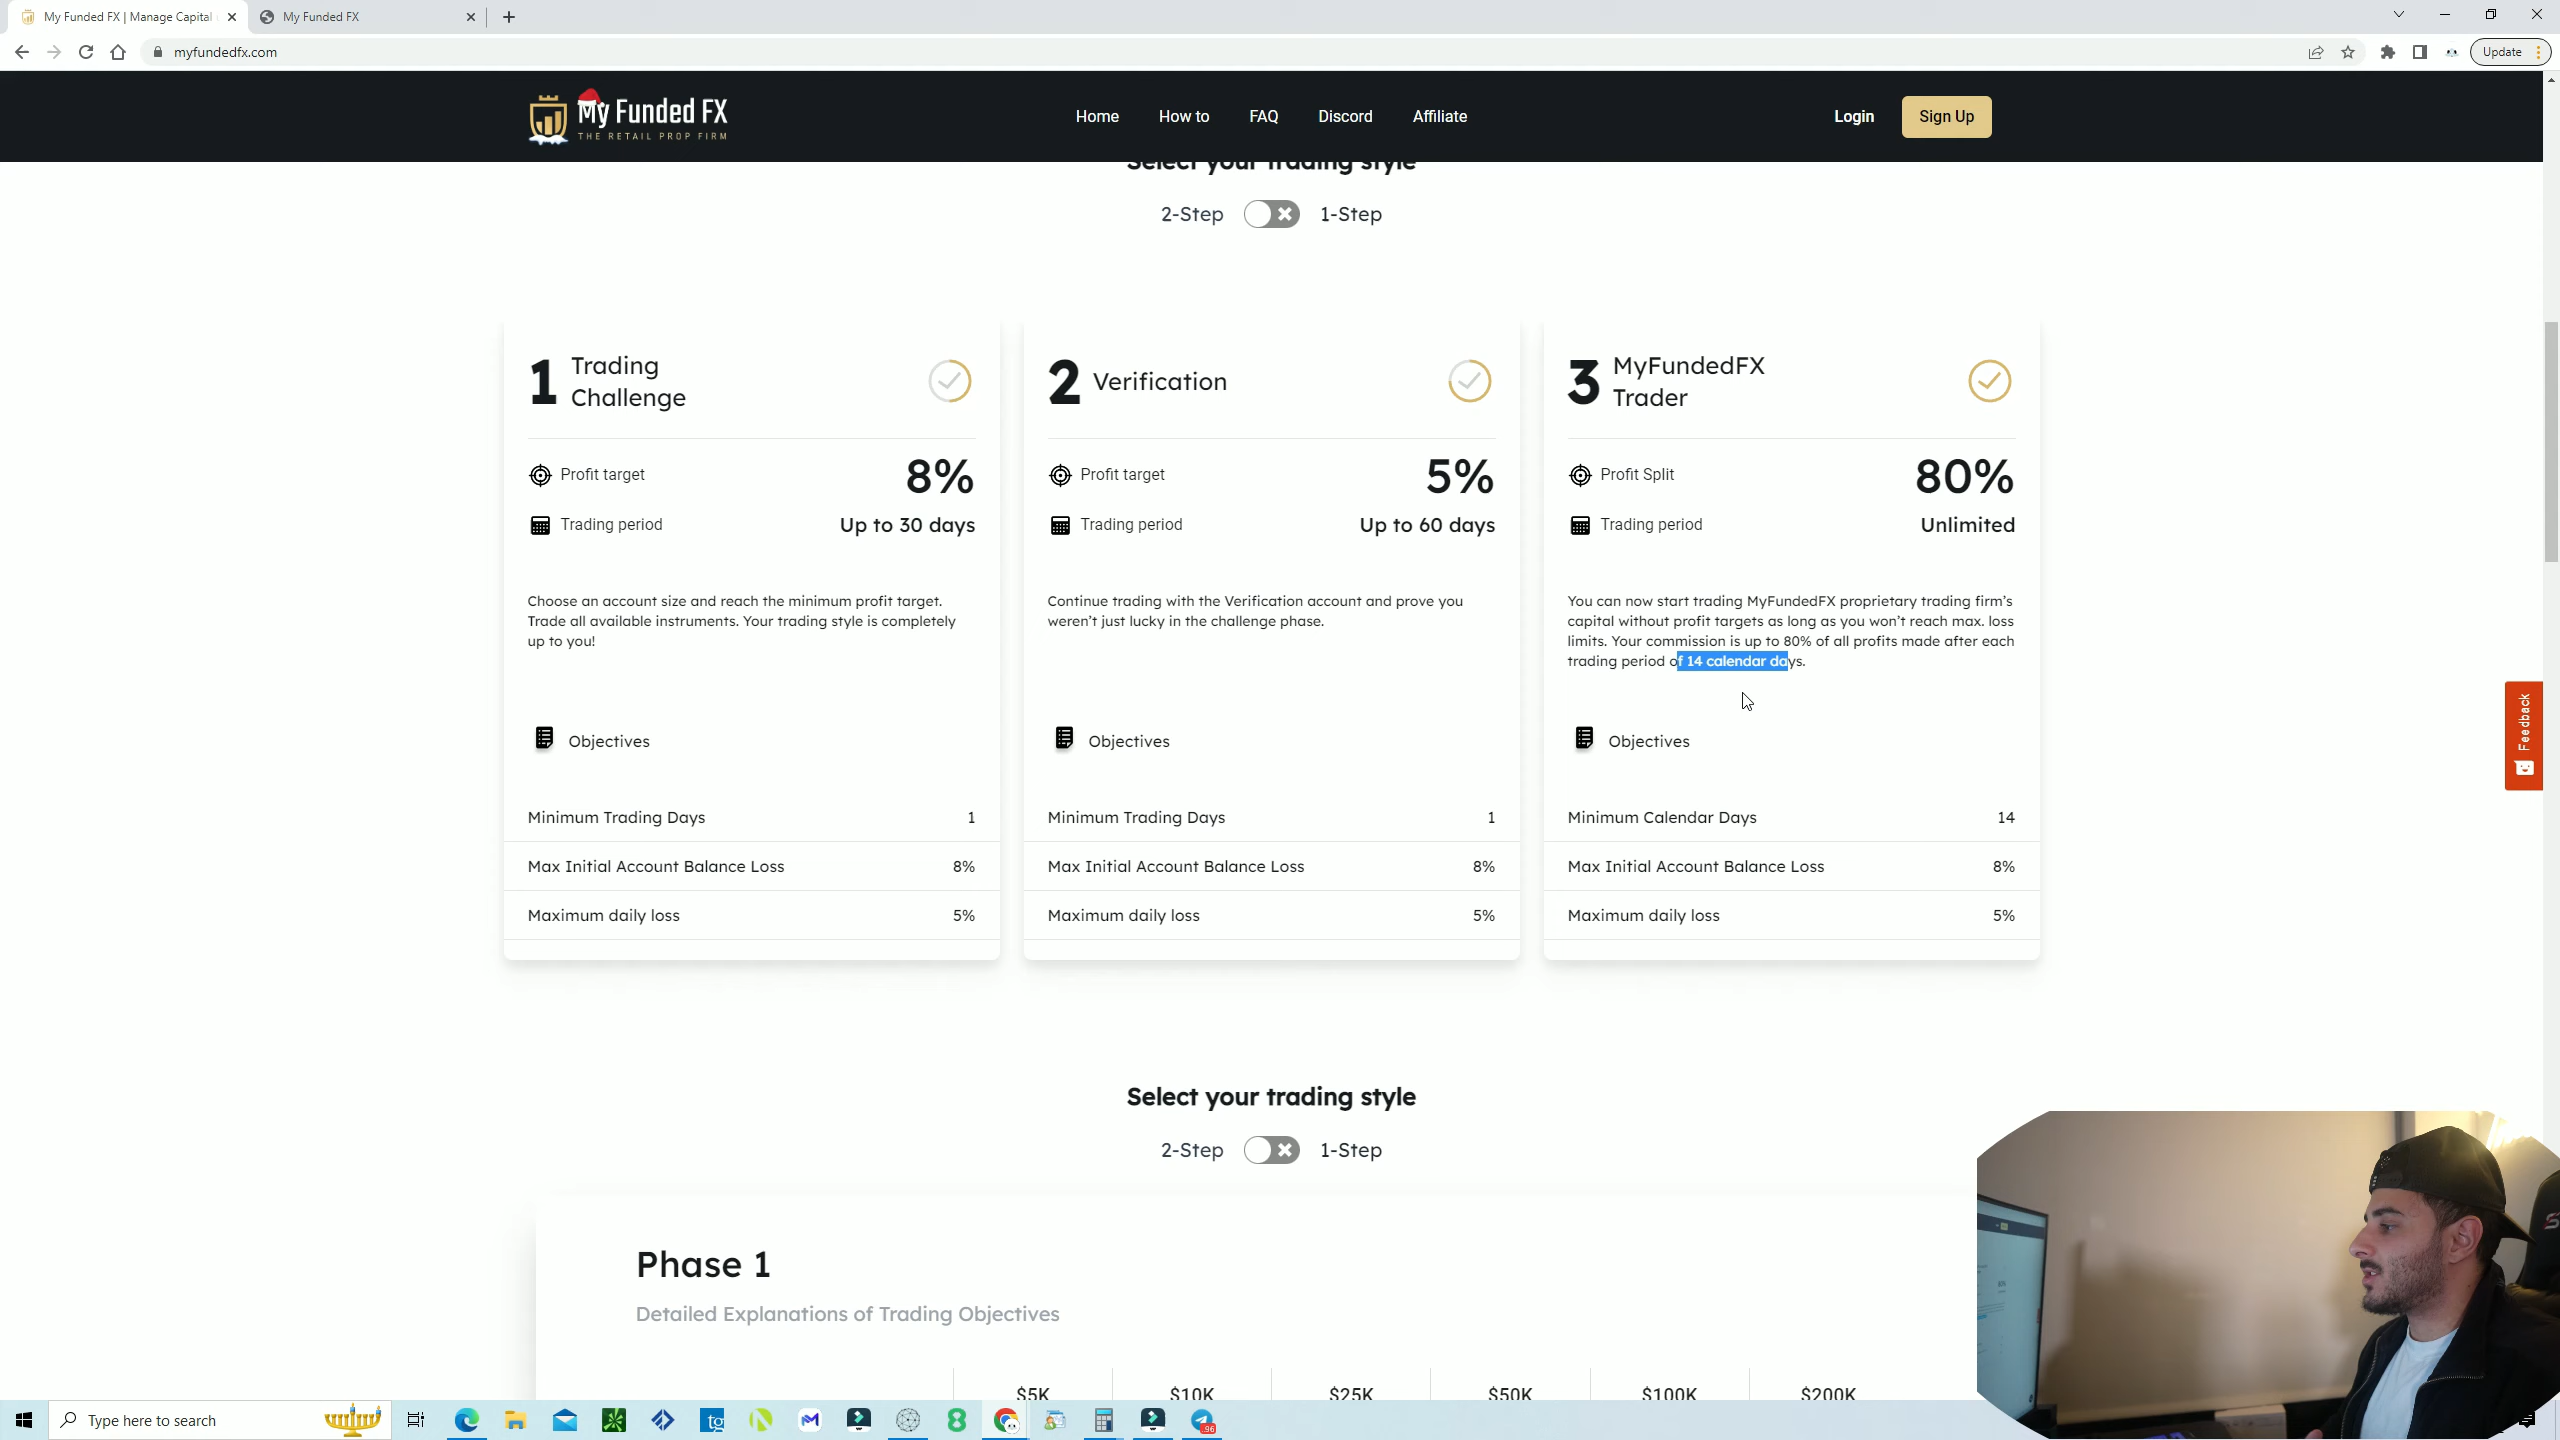 My Funded FX | Manage Capital
My Funded FX
myfundedfx.com
Update
My Funded FX
THE RETAIL PROP FIRM
Home
How to
FAQ
Discord
Affiliate
Login
Sign Up
Select your trading style
2-Step
1-Step
1 Trading
Challenge
Profit target 8%
Trading period Up to 30 days
Choose an account size and reach the minimum profit target.
Trade all available instruments. Your trading style is completely
up to you!
Objectives
Minimum Trading Days 1
Max Initial Account Balance Loss 8%
Maximum daily loss 5%
2 Verification
Profit target 5%
Trading period Up to 60 days
Continue trading with the Verification account and prove you
weren't just lucky in the challenge phase.
Objectives
Minimum Trading Days 1
Max Initial Account Balance Loss 8%
Maximum daily loss 5%
3 MyFundedFX
Trader
Profit Split 80%
Trading period Unlimited
You can now start trading MyFundedFX proprietary trading firm's
capital without profit targets as long as you won't reach max. loss
limits. Your commission is up to 80% of all profits made after each
trading period of 14 calendar days.
Objectives
Minimum Calendar Days 14
Max Initial Account Balance Loss 8%
Maximum daily loss 5%
Feedback
Select your trading style
2-Step
1-Step
Phase 1
Detailed Explanations of Trading Objectives
$5K $10K $25K $50K $100K $200K
Type here to search
tg
96